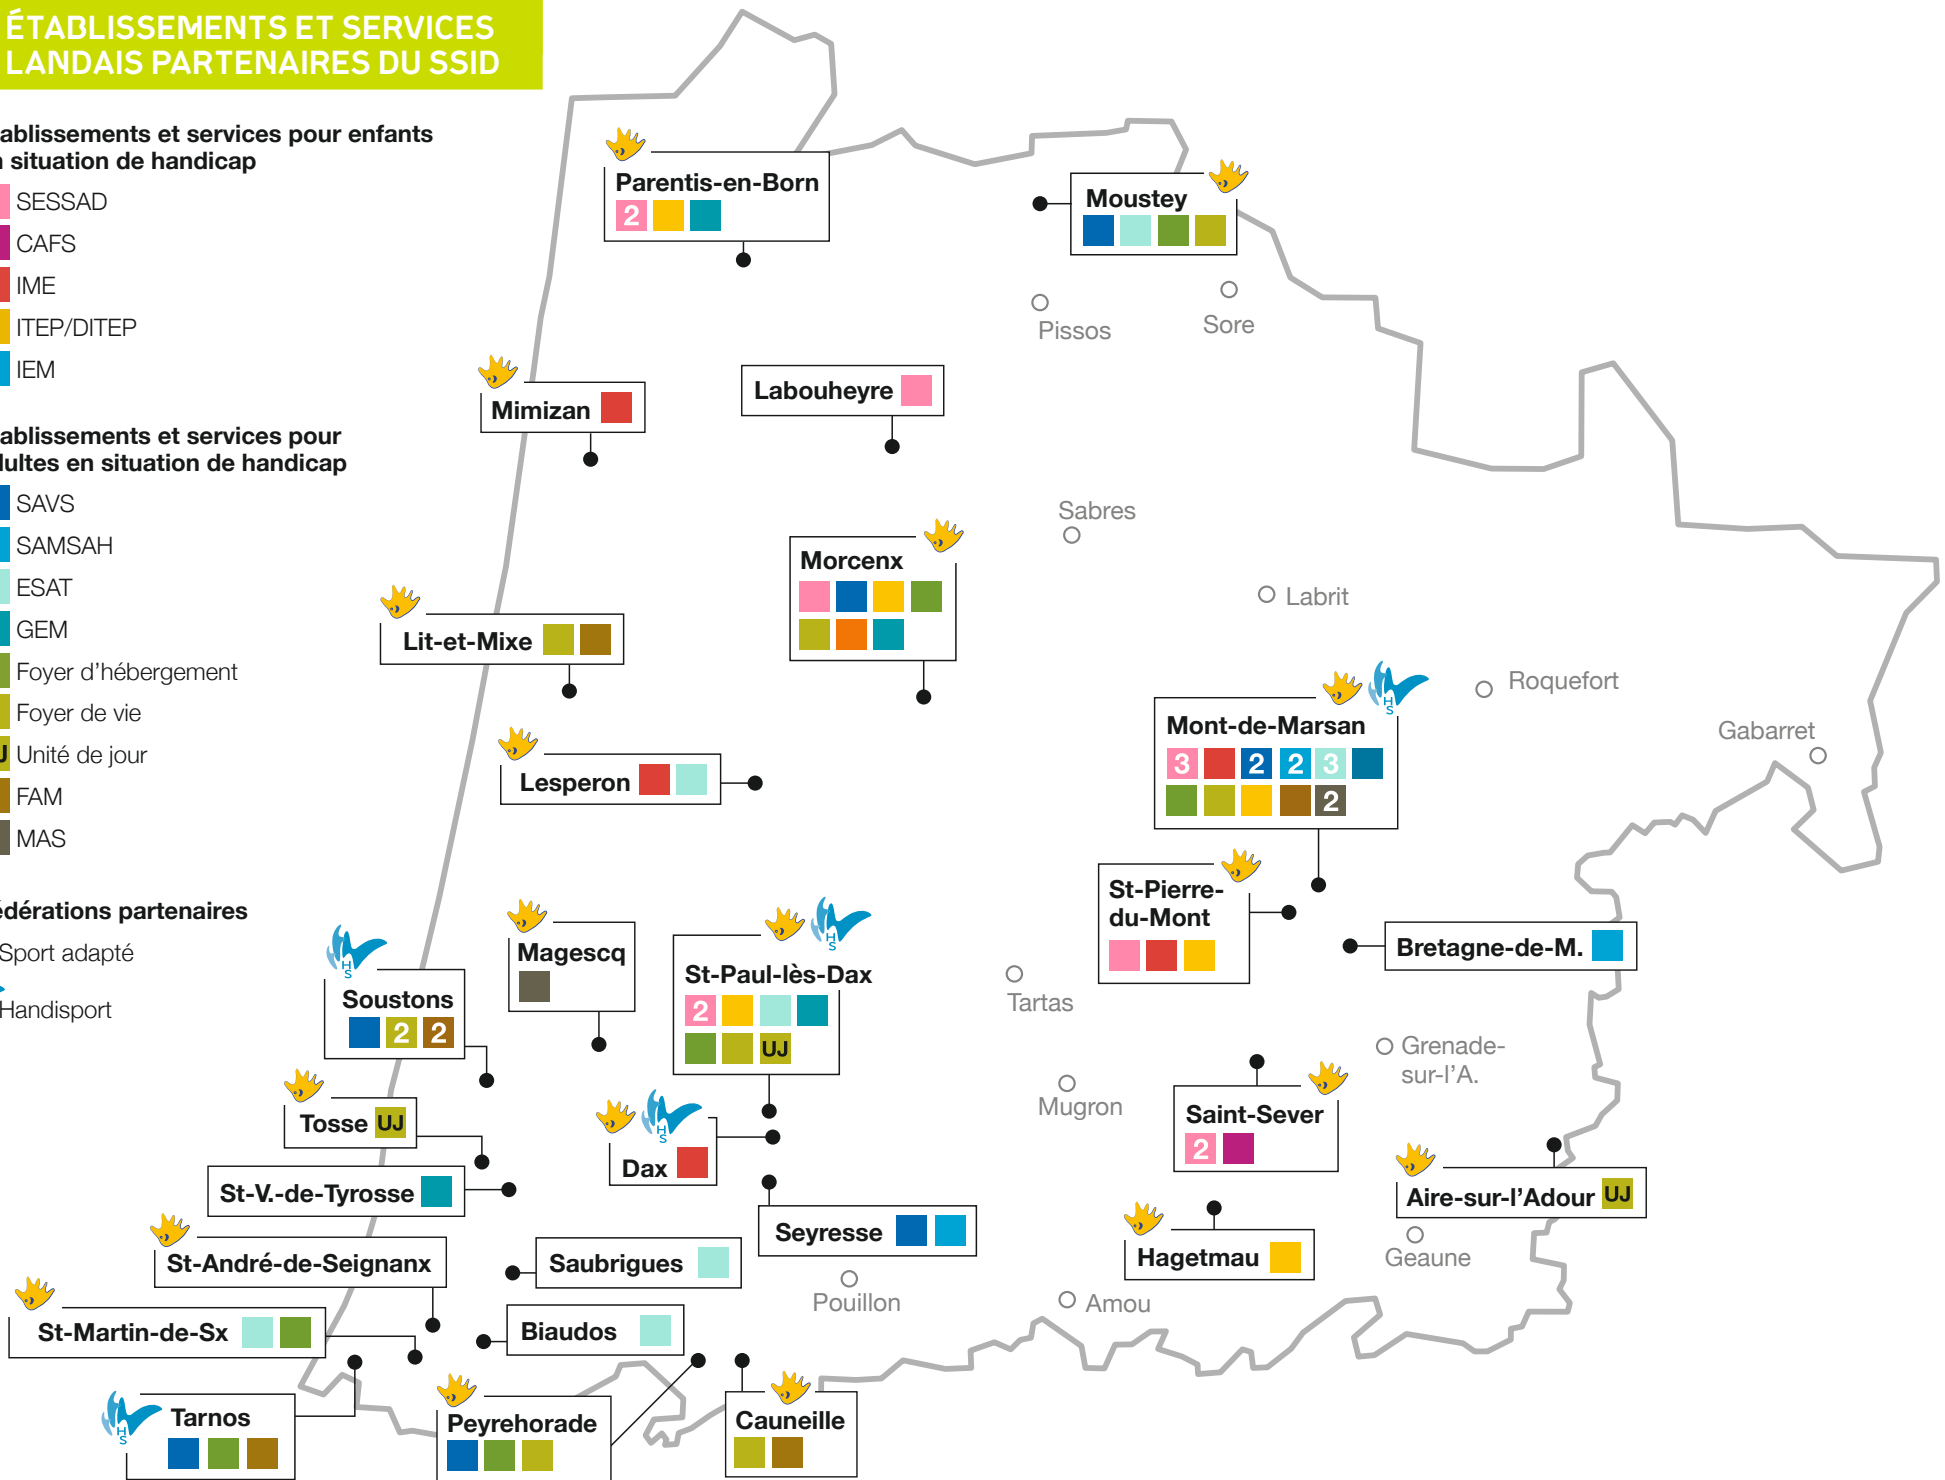 ÉTABLISSEMENTS ET SERVICES
LANDAIS PARTENAIRES DU SSID
ablissements et services pour enfants
situation de handicap
SESSAD
CAFS
IME
ITEP/DITEP
IEM
ablissements et services pour
ultes en situation de handicap
SAVS
SAMSAH
ESAT
GEM
Foyer d'hébergement
Foyer de vie
J Unité de jour
FAM
MAS
édérations partenaires
Sport adapté
Handisport
Parentis-en-Born
2
Moustey
Pissos
Sore
Mimizan
Labouheyre
Sabres
Morcenx
Labrit
Lit-et-Mixe
Roquefort
Gabarret
Mont-de-Marsan
3 2 2 3
2
HS
Lesperon
St-Pierre-
du-Mont
Bretagne-de-M.
Magescq
HS
St-Paul-lès-Dax
2
UJ
HS
Soustons
2 2
Tartas
Grenade-
sur-l'A.
Mugron
Tosse UJ
HS
Dax
Saint-Sever
2
St-V.-de-Tyrosse
Aire-sur-l'Adour UJ
Seyresse
Geaune
St-André-de-Seignanx
Saubrigues
Hagetmau
Pouillon
Amou
St-Martin-de-Sx
Biaudos
HS
Tarnos
Peyrehorade
Cauneille